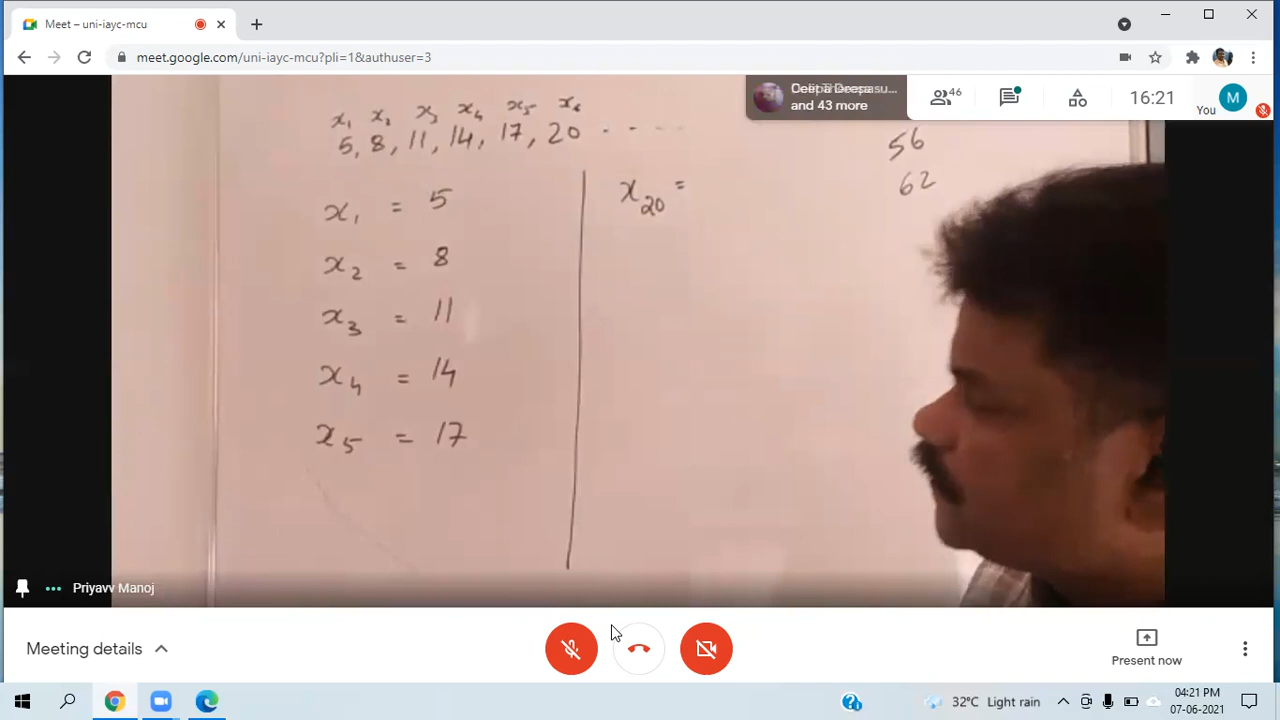 Meet – uni-iayc-mcu
meet.google.com/uni-iayc-mcu?pli=1&authuser=3
and 43 more
46
16:21
You
M
x₁ x₂ x₃ x₄ x₅ x₆
5, 8, 11, 14, 17, 20 . - - - -
56
62
x₁ = 5
x₂ = 8
x₃ = 11
x₄ = 14
x₅ = 17
x₂₀ =
Priyavv Manoj
Meeting details
Present now
32°C Light rain
04:21 PM
07-06-2021